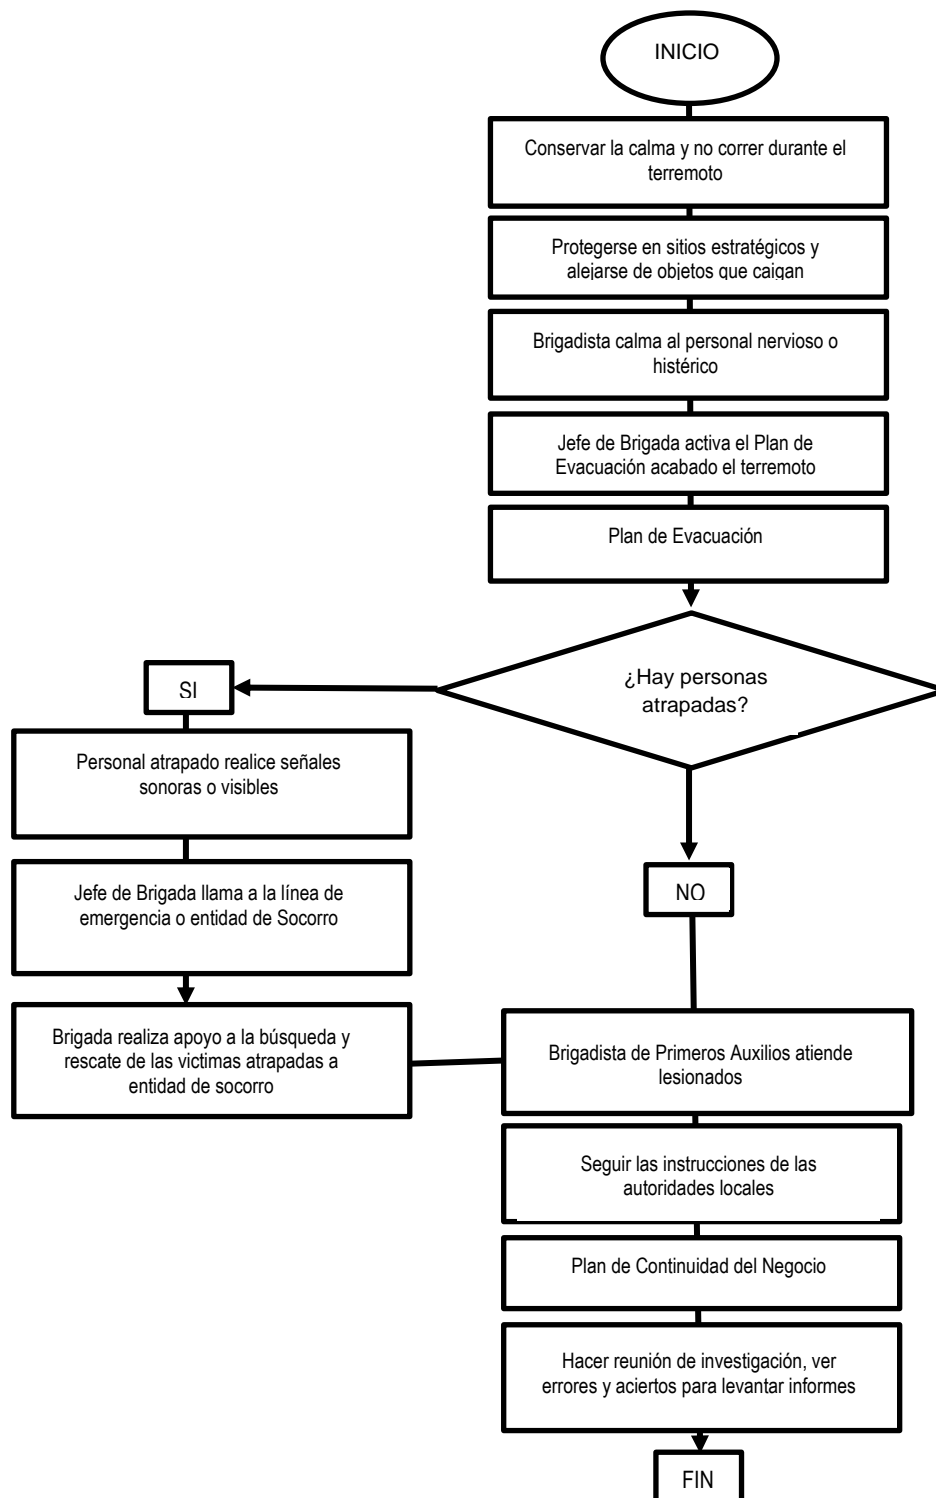 INICIO
Conservar la calma y no correr durante el
terremoto
Protegerse en sitios estratégicos y
alejarse de objetos que caigan
Brigadista calma al personal nervioso o
histérico
Jefe de Brigada activa el Plan de
Evacuación acabado el terremoto
Plan de Evacuación
¿Hay personas
atrapadas?
SI
Personal atrapado realice señales
sonoras o visibles
Jefe de Brigada llama a la línea de
emergencia o entidad de Socorro
Brigada realiza apoyo a la búsqueda y
rescate de las victimas atrapadas a
entidad de socorro
NO
Brigadista de Primeros Auxilios atiende
lesionados
Seguir las instrucciones de las
autoridades locales
Plan de Continuidad del Negocio
Hacer reunión de investigación, ver
errores y aciertos para levantar informes
FIN